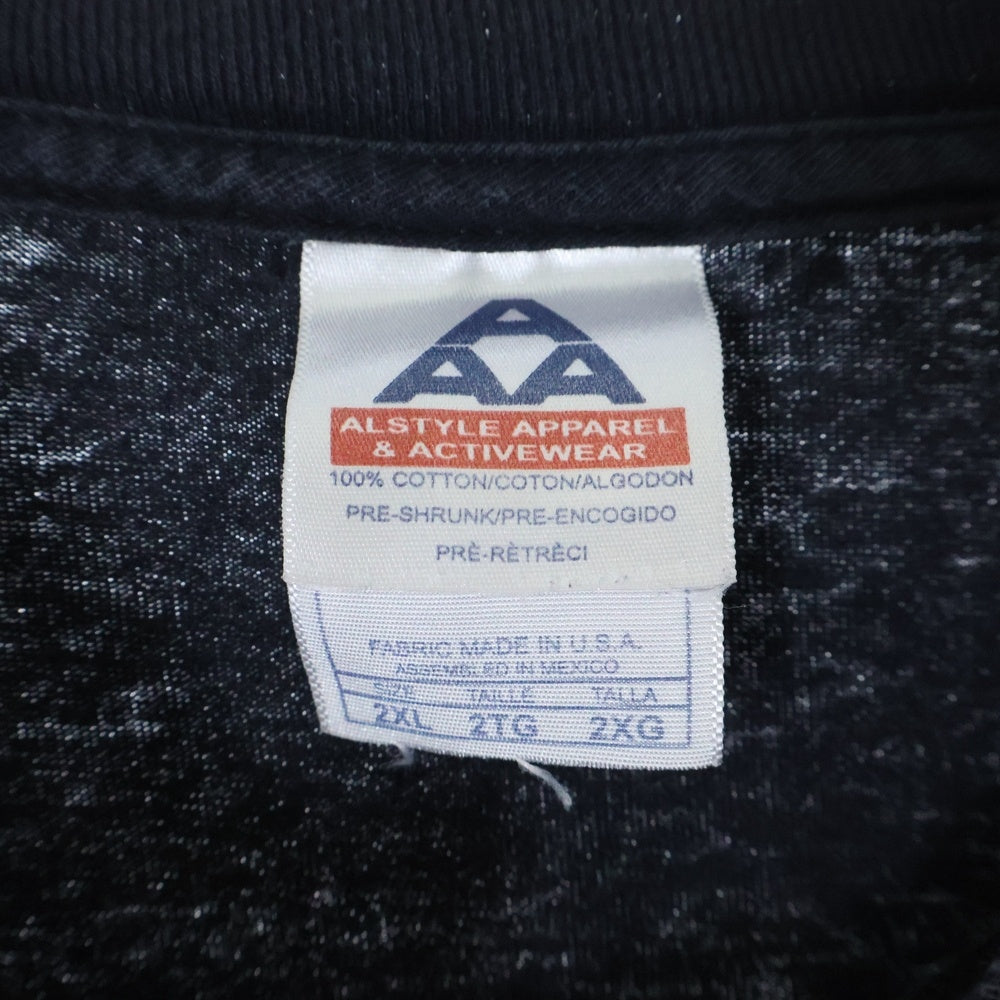 AAA
ALSTYLE APPAREL
& ACTIVEWEAR
100% COTTON/COTON/ALGODON
PRE-SHRUNK/PRE-ENCOGIDO
PRÈ-RÈTRÈCI
FABRIC MADE IN U.S.A.
ASSEMBLED IN MEXICO
SIZE TAILLE TALLA
2XL 2TG 2XG